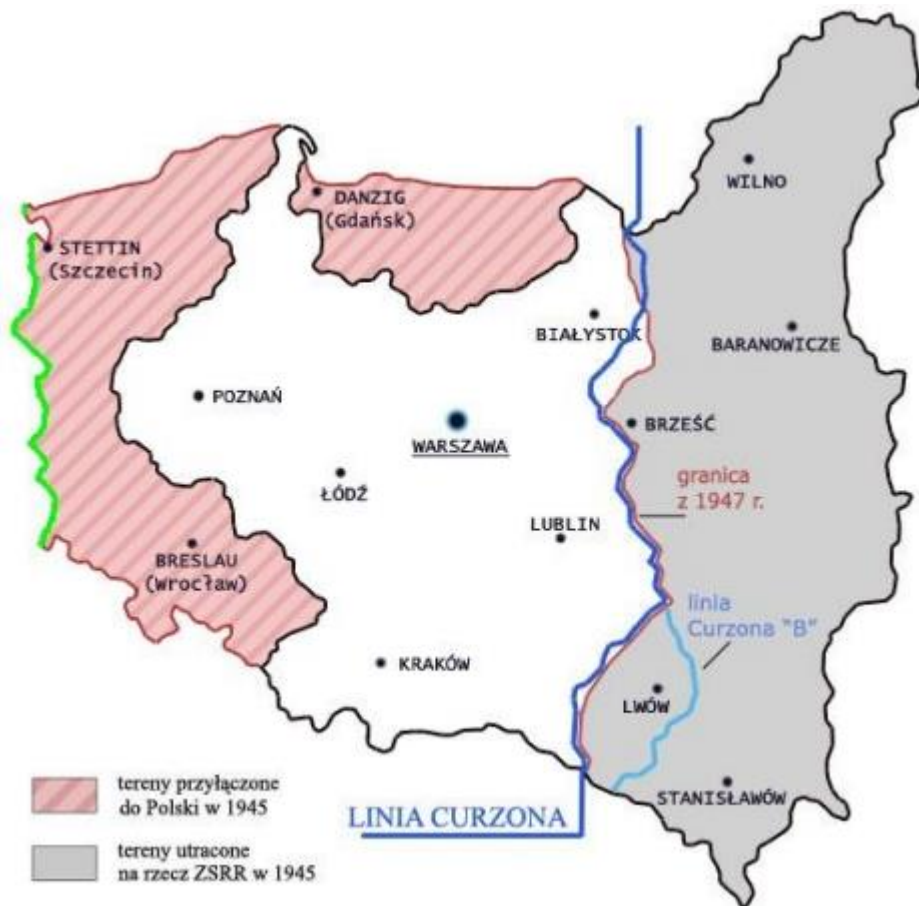 WILNO
DANZIG
(Gdańsk)
STETTIN
(Szczecin)
BIAŁYSTOK
BARANOWICZE
POZNAŃ
WARSZAWA
BRZEŚĆ
ŁÓDŹ
granica
z 1947 r.
LUBLIN
BRESLAU
(Wrocław)
linia
Curzona "B"
KRAKÓW
LWÓW
tereny przyłączone
do Polski w 1945
STANISŁAWÓW
LINIA CURZONA
tereny utracone
na rzecz ZSRR w 1945